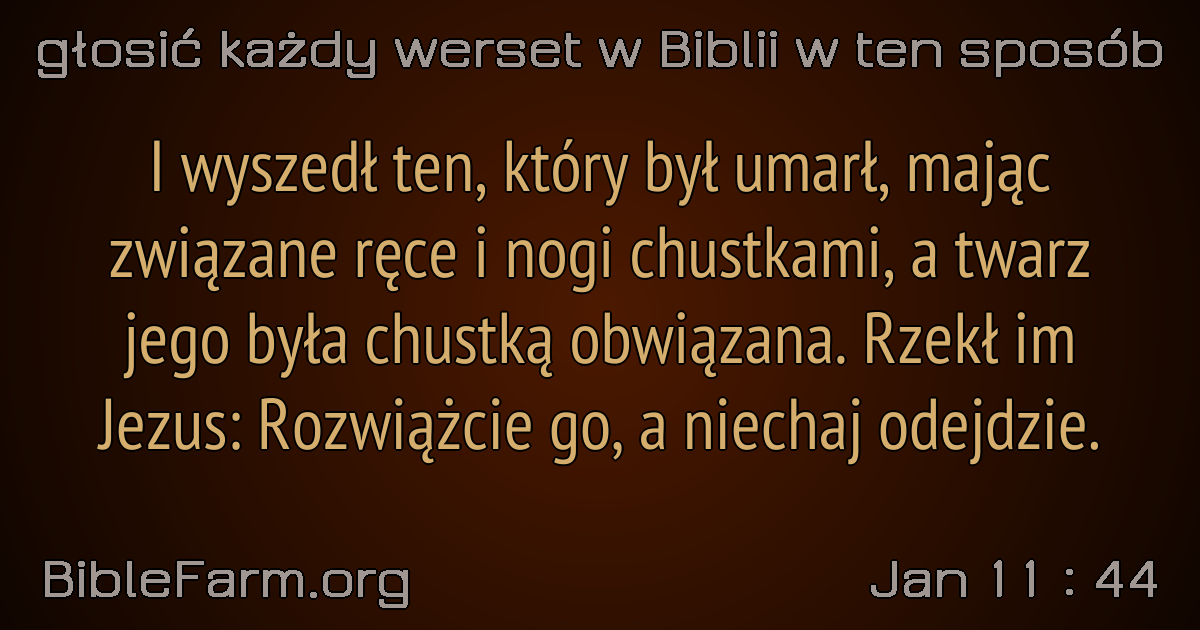 głosić każdy werset w Biblii w ten sposób
I wyszedł ten, który był umarł, mając
związane ręce i nogi chustkami, a twarz
jego była chustką obwiązana. Rzekł im
Jezus: Rozwiążcie go, a niechaj odejdzie.
BibleFarm.org
Jan 11 : 44